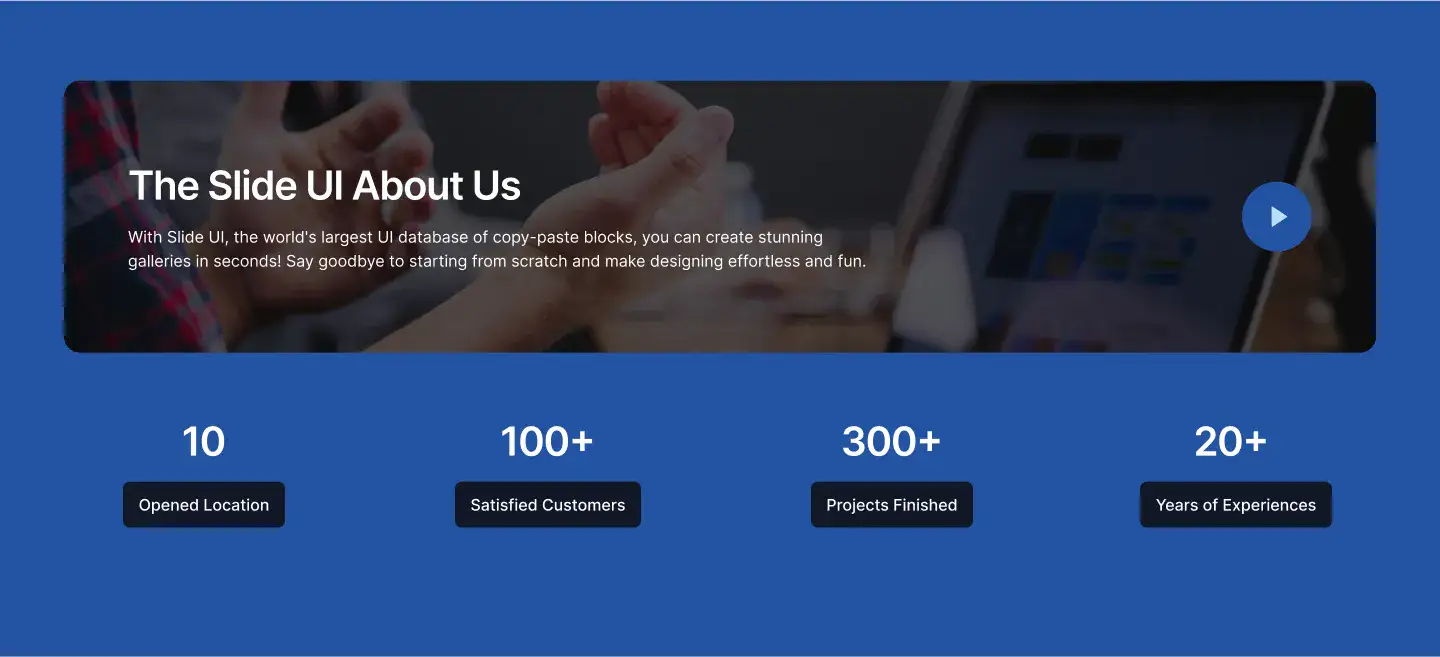 The Slide UI About Us
With Slide UI, the world's largest UI database of copy-paste blocks, you can create stunning
galleries in seconds! Say goodbye to starting from scratch and make designing effortless and fun.
10
100+
300+
20+
Opened Location
Satisfied Customers
Projects Finished
Years of Experiences